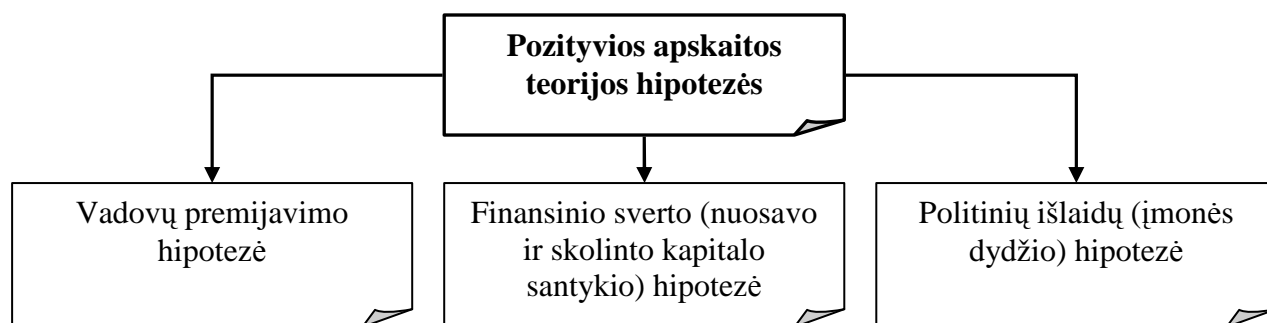 Pozityvios apskaitos
teorijos hipotezės
Vadovų premijavimo
hipotezė
Finansinio sverto (nuosavo
ir skolinto kapitalo
santykio) hipotezė
Politinių išlaidų (įmonės
dydžio) hipotezė